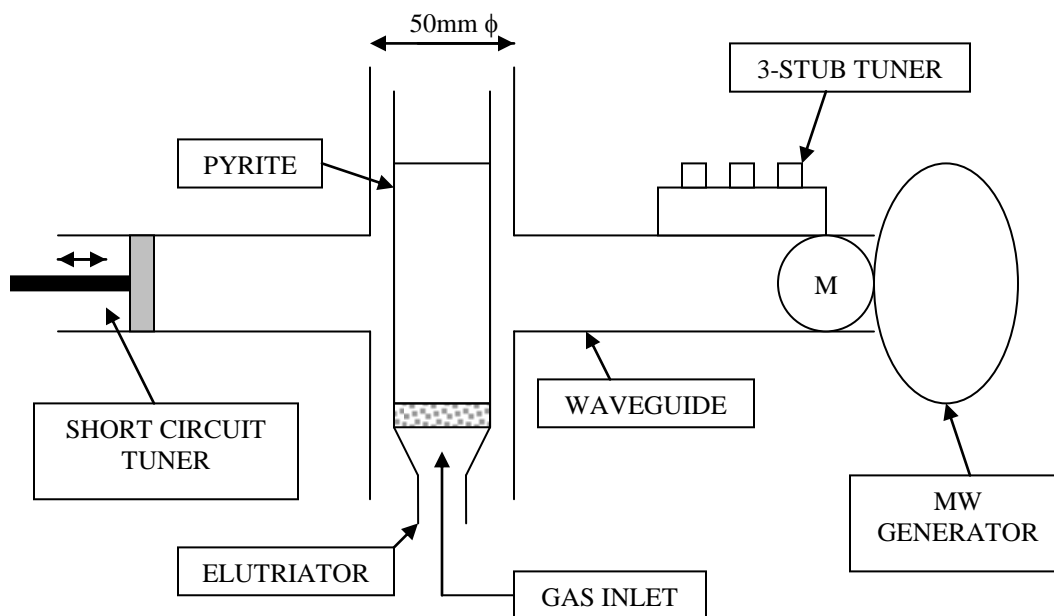 50mm ϕ
3-STUB TUNER
PYRITE
M
WAVEGUIDE
SHORT CIRCUIT
TUNER
MW
GENERATOR
ELUTRIATOR
GAS INLET